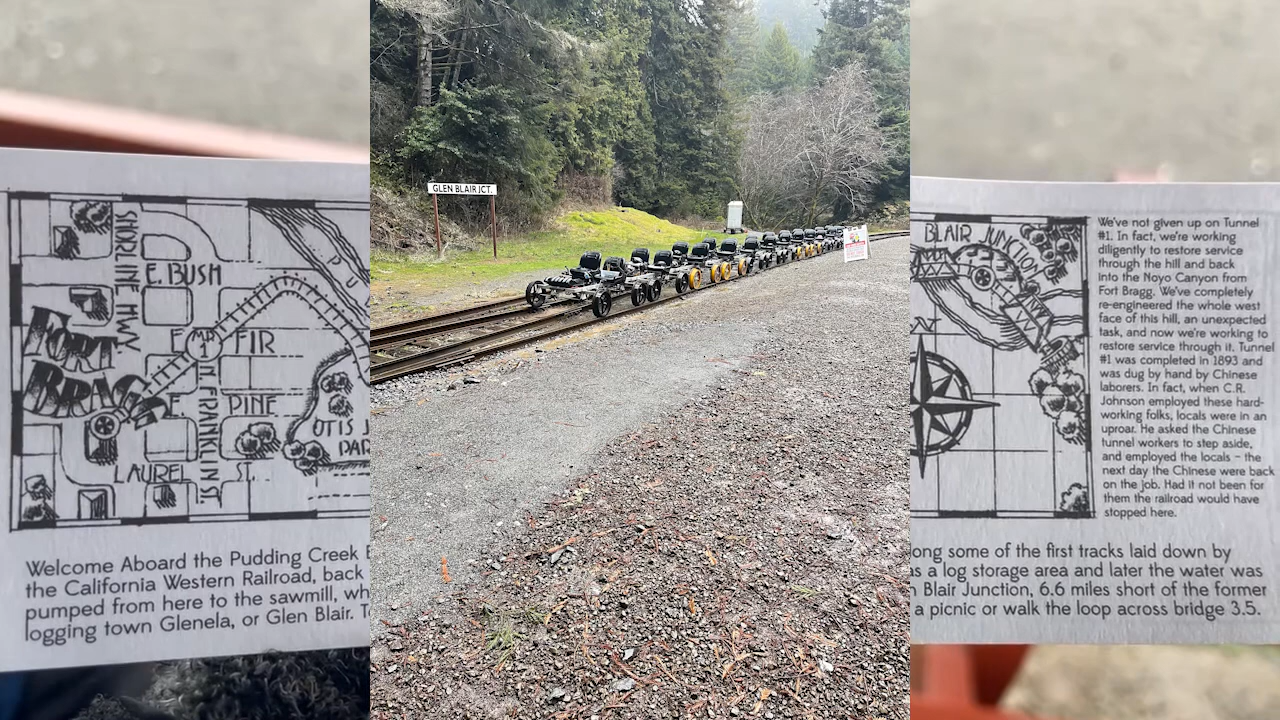 SHORELINE HWY.
E. BUSH
FORT
BRAGG
MP
1
FIR
N. FRANKLIN ST.
PINE
OTIS
LAUREL ST.
Welcome Aboard the Pudding Creek
the California Western Railroad, back
pumped from here to the sawmill, wh
logging town Glenela, or Glen Blair. T
GLEN BLAIR JCT.
BLAIR JUNCTION
We've not given up on Tunnel
#1. In fact, we're working
diligently to restore service
through the hill and back
into the Noyo Canyon from
Fort Bragg. We've completely
re-engineered the whole west
face of this hill, an unexpected
task, and now we're working to
restore service through it. Tunnel
#1 was completed in 1893 and
was dug by hand by Chinese
laborers. In fact, when C.R.
Johnson employed these hard-
working folks, locals were in an
uproar. He asked the Chinese
tunnel workers to step aside,
and employed the locals – the
next day the Chinese were back
on the job. Had it not been for
them the railroad would have
stopped here.
ong some of the first tracks laid down by
s a log storage area and later the water was
n Blair Junction, 6.6 miles short of the former
a picnic or walk the loop across bridge 3.5.